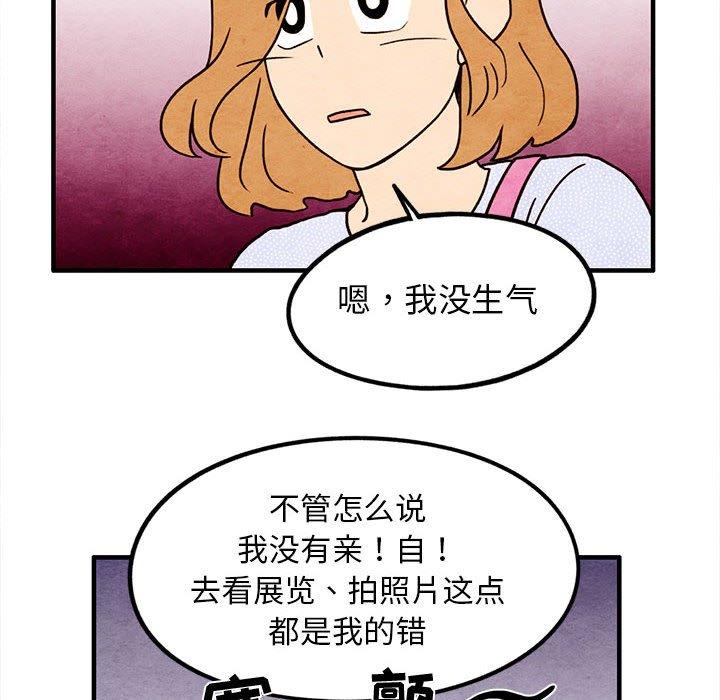 嗯，我没生气
不管怎么说
我没有亲！自！
去看展览、拍照片这点
都是我的错
颤